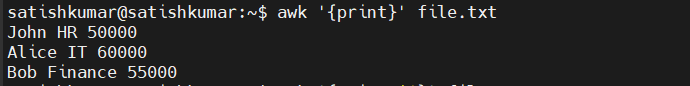 satishkumar@satishkumar:~$ awk '{print}' file.txt
John HR 50000
Alice IT 60000
Bob Finance 55000